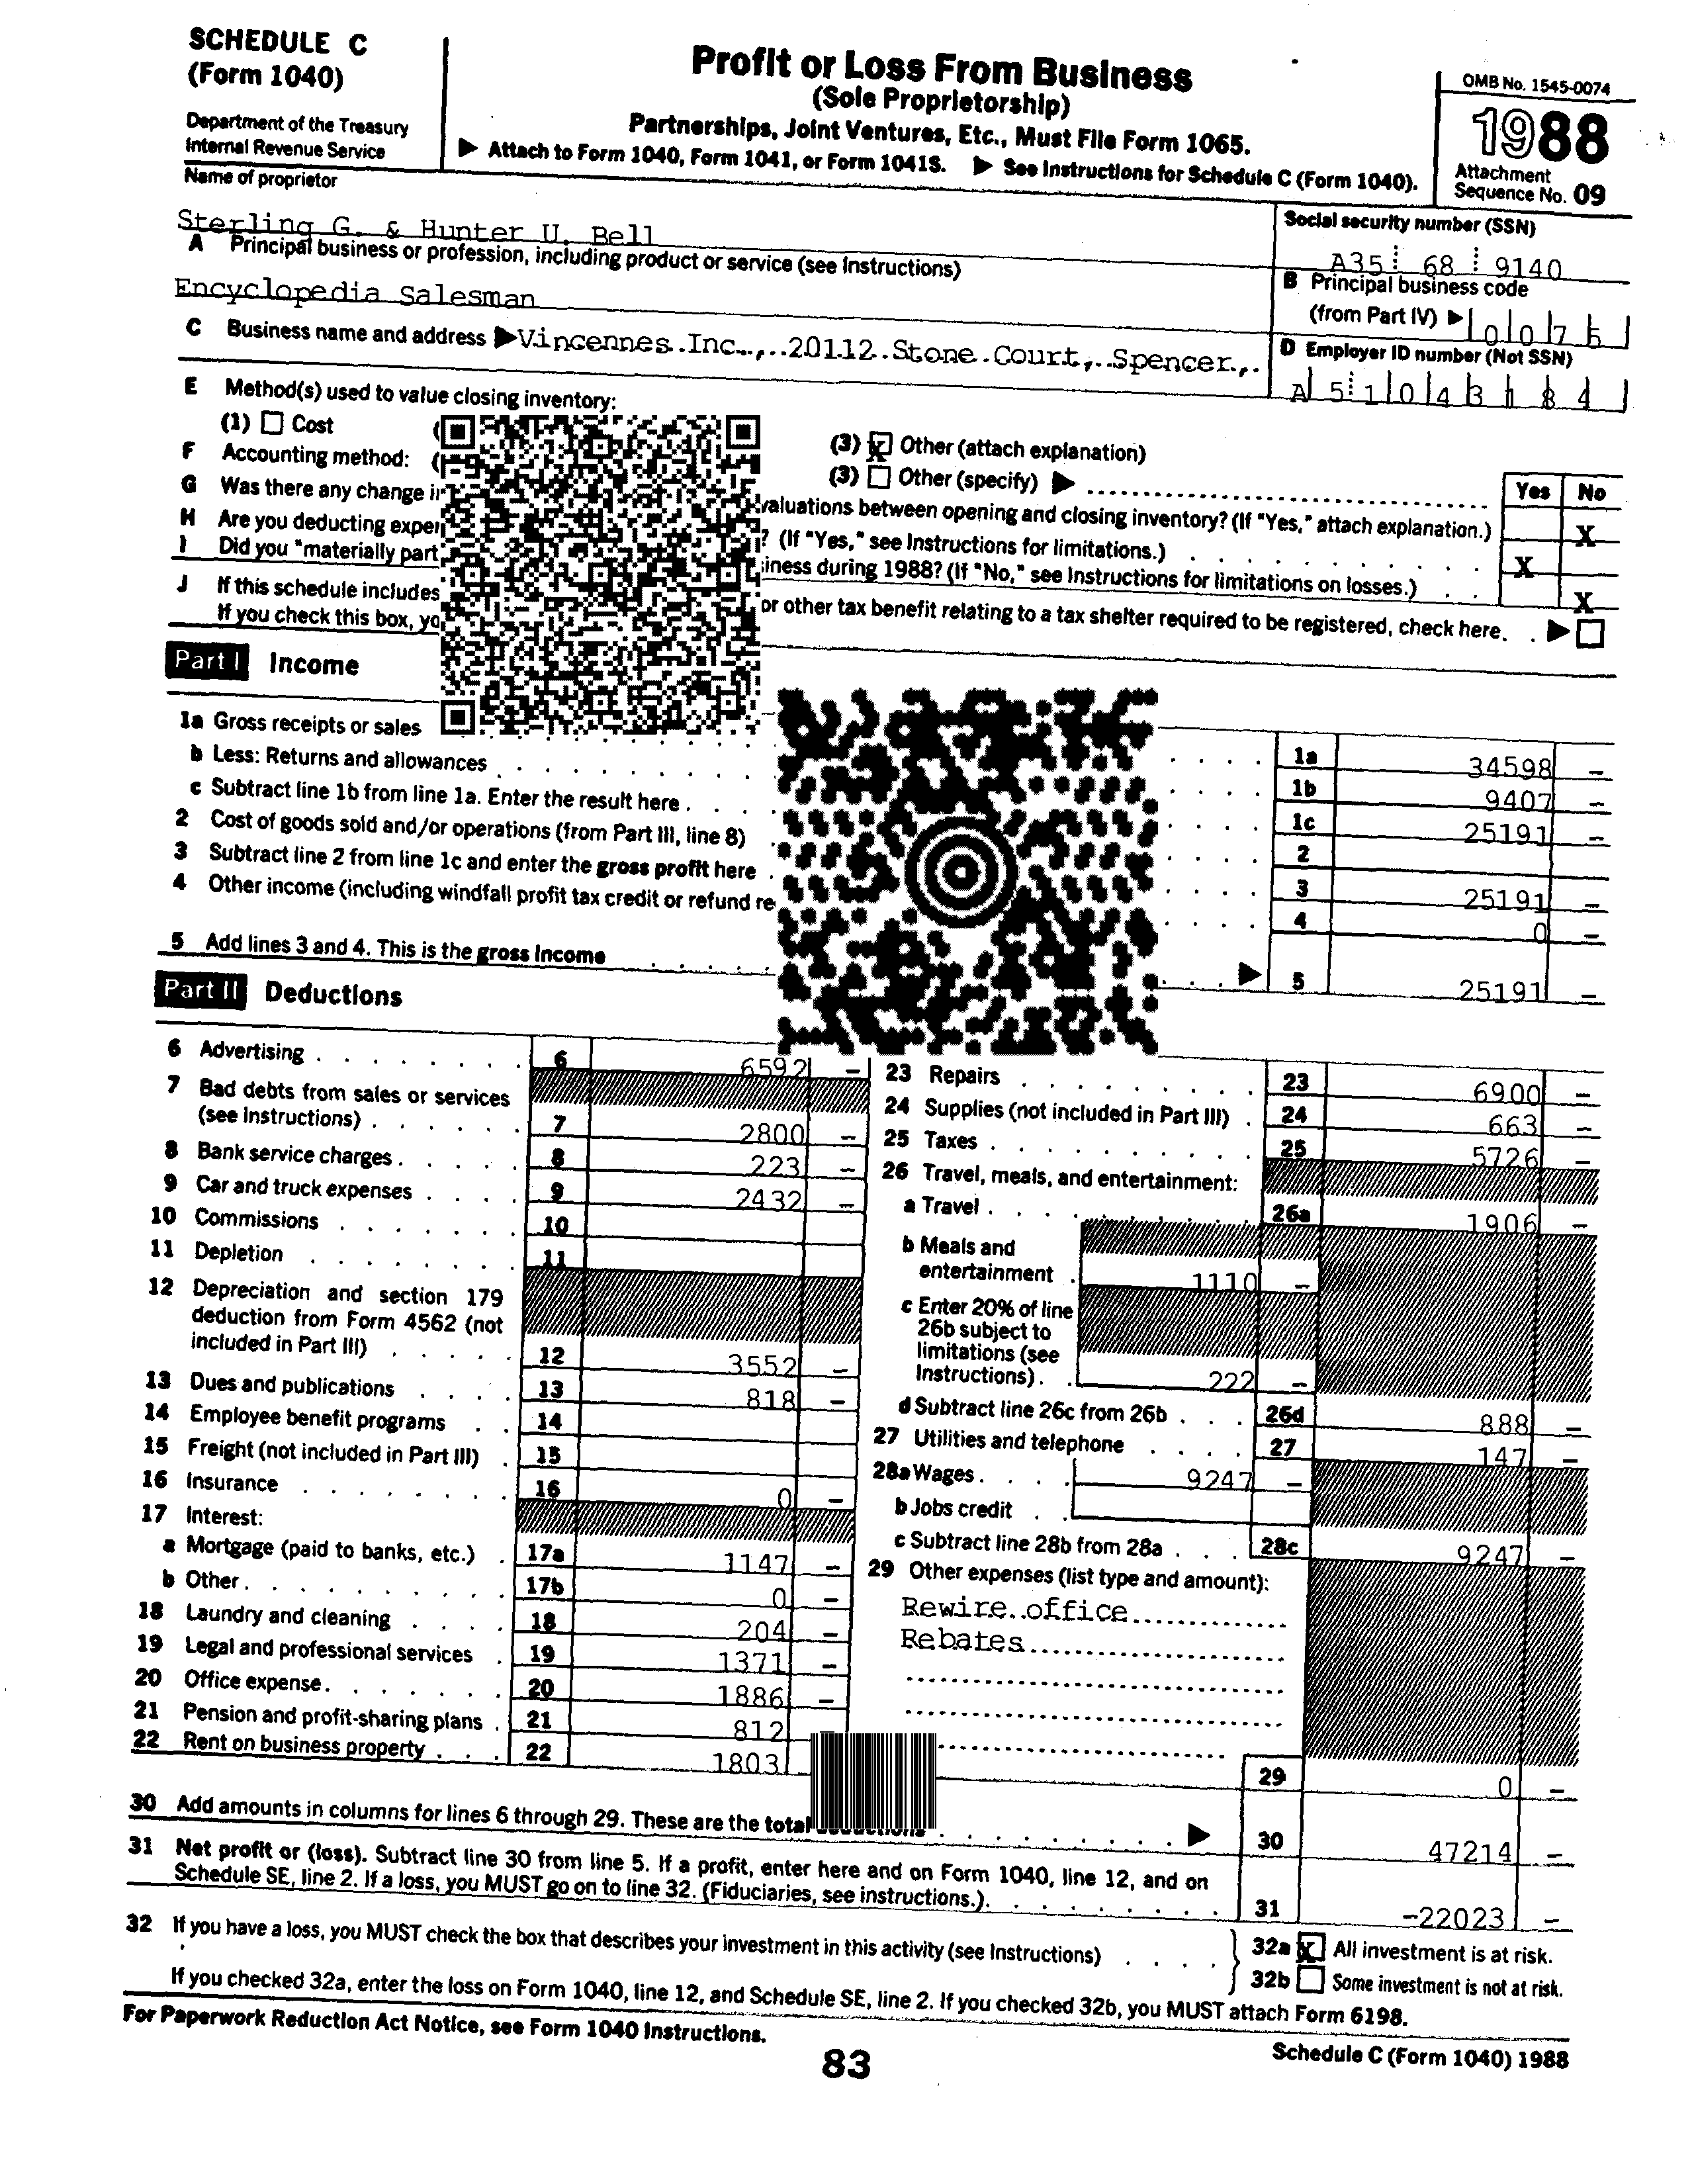 SCHEDULE C
(Form 1040)
Department of the Treasury
Internal Revenue Service
Profit or Loss From Business
(Sole Proprietorship)
Partnerships, Joint Ventures, Etc., Must File Form 1065.
▶ Attach to Form 1040, Form 1041, or Form 1041S. ▶ See Instructions for Schedule C (Form 1040).
OMB No. 1545-0074
1988
Attachment
Sequence No. 09
Name of proprietor
Sterling G. & Hunter U. Bell
Social security number (SSN)
A35 68 9140
A Principal business or profession, including product or service (see Instructions)
Encyclopedia Salesman
B Principal business code
(from Part IV) ▶ 0075
C Business name and address ▶ Vincennes Inc., 20112 Stone Court, Spencer,
D Employer ID number (Not SSN)
A5 1043184
E Method(s) used to value closing inventory:
(1) Cost (3) X Other (attach explanation)
F Accounting method: (3) Other (specify) ▶
Yes No
G Was there any change in valuations between opening and closing inventory? (If "Yes," attach explanation.) X
H Are you deducting ? (If "Yes," see Instructions for limitations.) X
I Did you "materially during 1988? (If "No," see Instructions for limitations on losses.) X
J If this schedule includes or other tax benefit relating to a tax shelter required to be registered, check here. ▶
If you check this box,
Part I Income
1a Gross receipts or sales 1a 34598 –
b Less: Returns and allowances 1b 9407 –
c Subtract line 1b from line 1a. Enter the result here 1c 25191 –
2 Cost of goods sold and/or operations (from Part III, line 8) 2
3 Subtract line 2 from line 1c and enter the gross profit here 3 25191 –
4 Other income (including windfall profit tax credit or refund 4 0 –
5 Add lines 3 and 4. This is the gross income ▶ 5 25191 –
Part II Deductions
6 Advertising 6 6592 –
7 Bad debts from sales or services
(see Instructions) 7 2800 –
8 Bank service charges 8 223 –
9 Car and truck expenses 9 2432 –
10 Commissions 10
11 Depletion 11
12 Depreciation and section 179
deduction from Form 4562 (not
included in Part III) 12 3552 –
13 Dues and publications 13 818 –
14 Employee benefit programs 14
15 Freight (not included in Part III) 15
16 Insurance 16 0 –
17 Interest:
a Mortgage (paid to banks, etc.) 17a 1147 –
b Other 17b 0 –
18 Laundry and cleaning 18 204 –
19 Legal and professional services 19 1371 –
20 Office expense 20 1886 –
21 Pension and profit-sharing plans 21 812
22 Rent on business property 22 1803
23 Repairs 23 6900 –
24 Supplies (not included in Part III) 24 663 –
25 Taxes 25 5726 –
26 Travel, meals, and entertainment:
a Travel 26a 1906 –
b Meals and
entertainment 1110 –
c Enter 20% of line
26b subject to
limitations (see
Instructions) 222 –
d Subtract line 26c from 26b 26d 888 –
27 Utilities and telephone 27 147 –
28a Wages 9247 –
b Jobs credit
c Subtract line 28b from 28a 28c 9247 –
29 Other expenses (list type and amount):
Rewire office
Rebates
29 0 –
30 Add amounts in columns for lines 6 through 29. These are the total ▶ 30 47214 –
31 Net profit or (loss). Subtract line 30 from line 5. If a profit, enter here and on Form 1040, line 12, and on
Schedule SE, line 2. If a loss, you MUST go on to line 32. (Fiduciaries, see instructions.) 31 -22023 –
32 If you have a loss, you MUST check the box that describes your investment in this activity (see Instructions)
32a X All investment is at risk.
32b Some investment is not at risk.
If you checked 32a, enter the loss on Form 1040, line 12, and Schedule SE, line 2. If you checked 32b, you MUST attach Form 6198.
For Paperwork Reduction Act Notice, see Form 1040 Instructions.
83
Schedule C (Form 1040) 1988